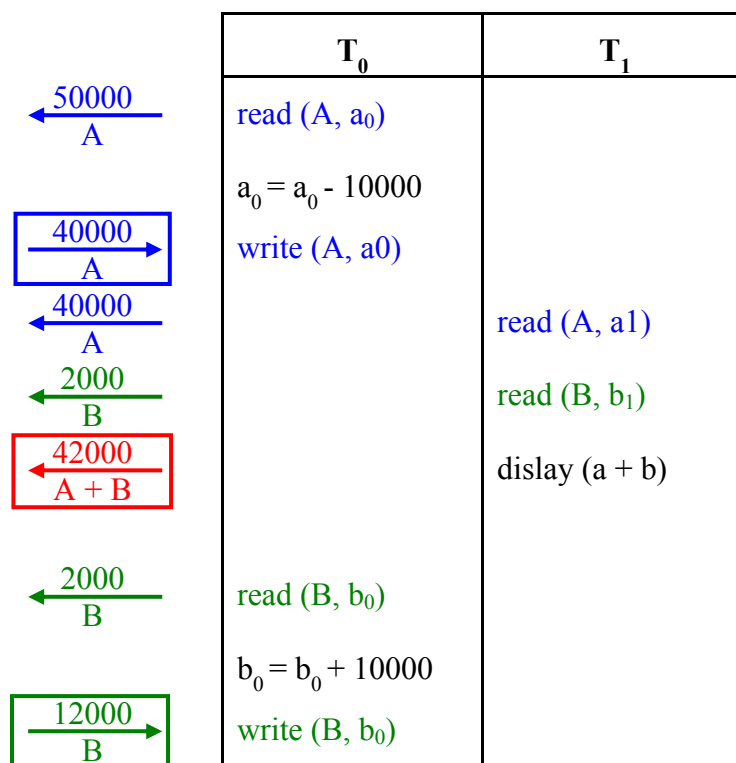 T₀ T₁
50000
A
read (A, a₀)
a₀ = a₀ - 10000
40000
A
write (A, a0)
40000
A
read (A, a1)
2000
B
read (B, b₁)
42000
A + B
dislay (a + b)
2000
B
read (B, b₀)
b₀ = b₀ + 10000
12000
B
write (B, b₀)